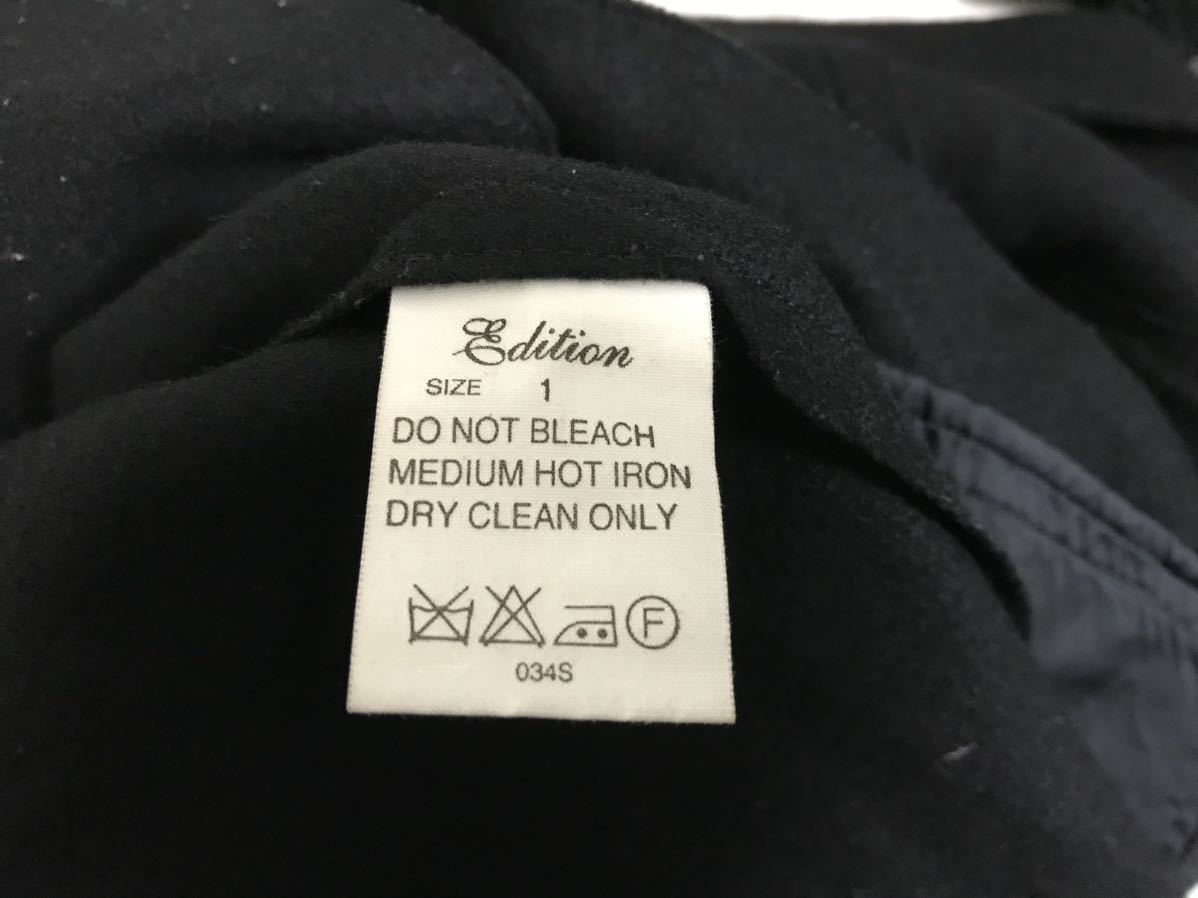 Edition
SIZE 1
DO NOT BLEACH
MEDIUM HOT IRON
DRY CLEAN ONLY
F
034S